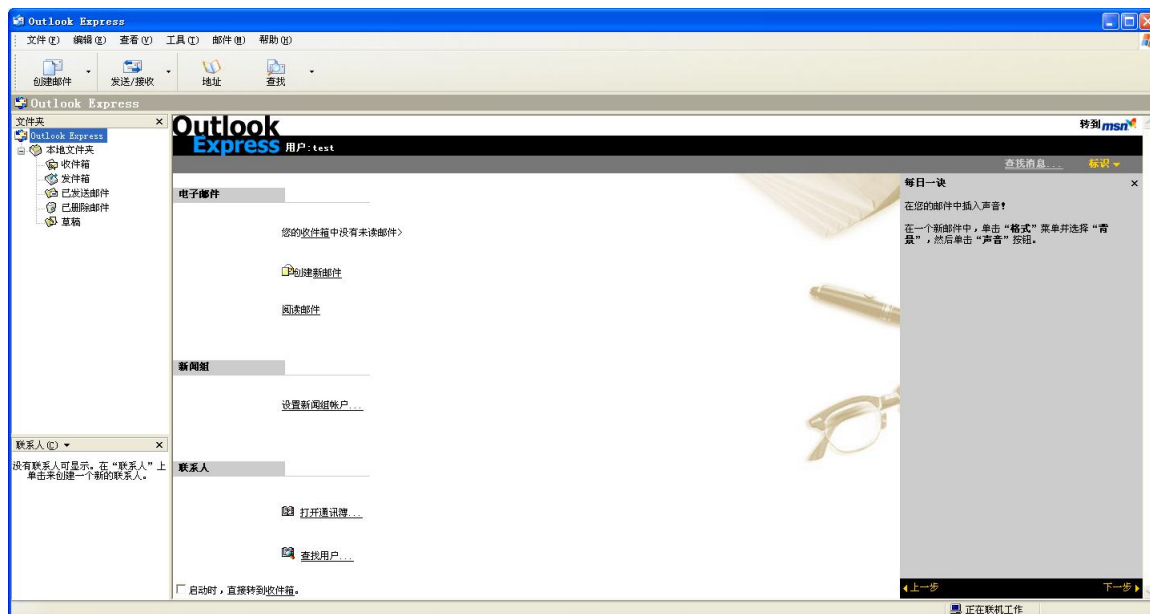 Outlook Express
文件(F) 编辑(E) 查看(V) 工具(T) 邮件(M) 帮助(H)
创建邮件 发送/接收 地址 查找
Outlook Express
文件夹
Outlook Express
本地文件夹
收件箱
发件箱
已发送邮件
已删除邮件
草稿
联系人(C)
没有联系人可显示。在“联系人”上
单击来创建一个新的联系人。
Outlook
Express 用户:test
转到 msn
查找消息... 标识
电子邮件
您的收件箱中没有未读邮件>
创建新邮件
阅读邮件
新闻组
设置新闻组帐户...
联系人
打开通讯簿...
查找用户...
启动时，直接转到收件箱。
每日一诀
在您的邮件中插入声音!
在一个新邮件中，单击“格式”菜单并选择“背
景”，然后单击“声音”按钮。
上一步 下一步
正在联机工作